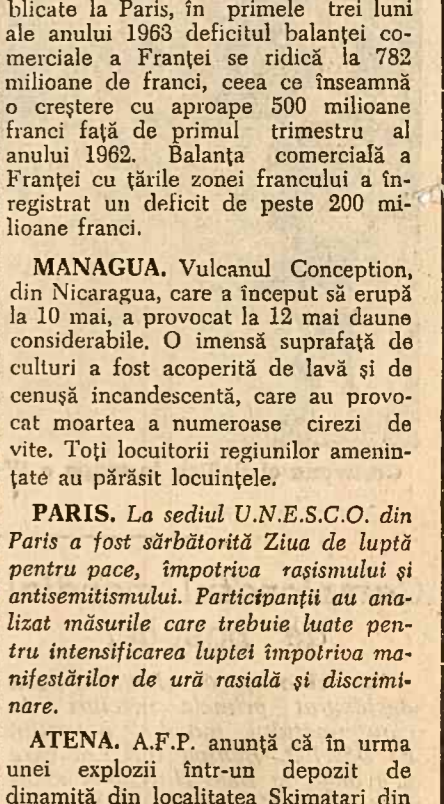 blicate la Paris, în primele trei luni
ale anului 1963 deficitul balanței co-
merciale a Franței se ridică la 782
milioane de franci, ceea ce înseamnă
o creștere cu aproape 500 milioane
franci față de primul trimestru al
anului 1962. Balanța comercială a
Franței cu țările zonei francului a în-
registrat un deficit de peste 200 mi-
lioane franci.
MANAGUA. Vulcanul Conception,
din Nicaragua, care a început să erupă
la 10 mai, a provocat la 12 mai daune
considerabile. O imensă suprafață de
culturi a fost acoperită de lavă și de
cenușă incandescentă, care au provo-
cat moartea a numeroase cirezi de
vite. Toți locuitorii regiunilor amenin-
țate au părăsit locuințele.
PARIS. La sediul U.N.E.S.C.O. din
Paris a fost sărbătorită Ziua de luptă
pentru pace, împotriva rasismului și
antisemitismului. Participanții au ana-
lizat măsurile care trebuie luate pen-
tru intensificarea luptei împotriva ma-
nifestărilor de ură rasială și discrimi-
nare.
ATENA. A.F.P. anunță că în urma
unei explozii într-un depozit de
dinamită din localitatea Skimatari din